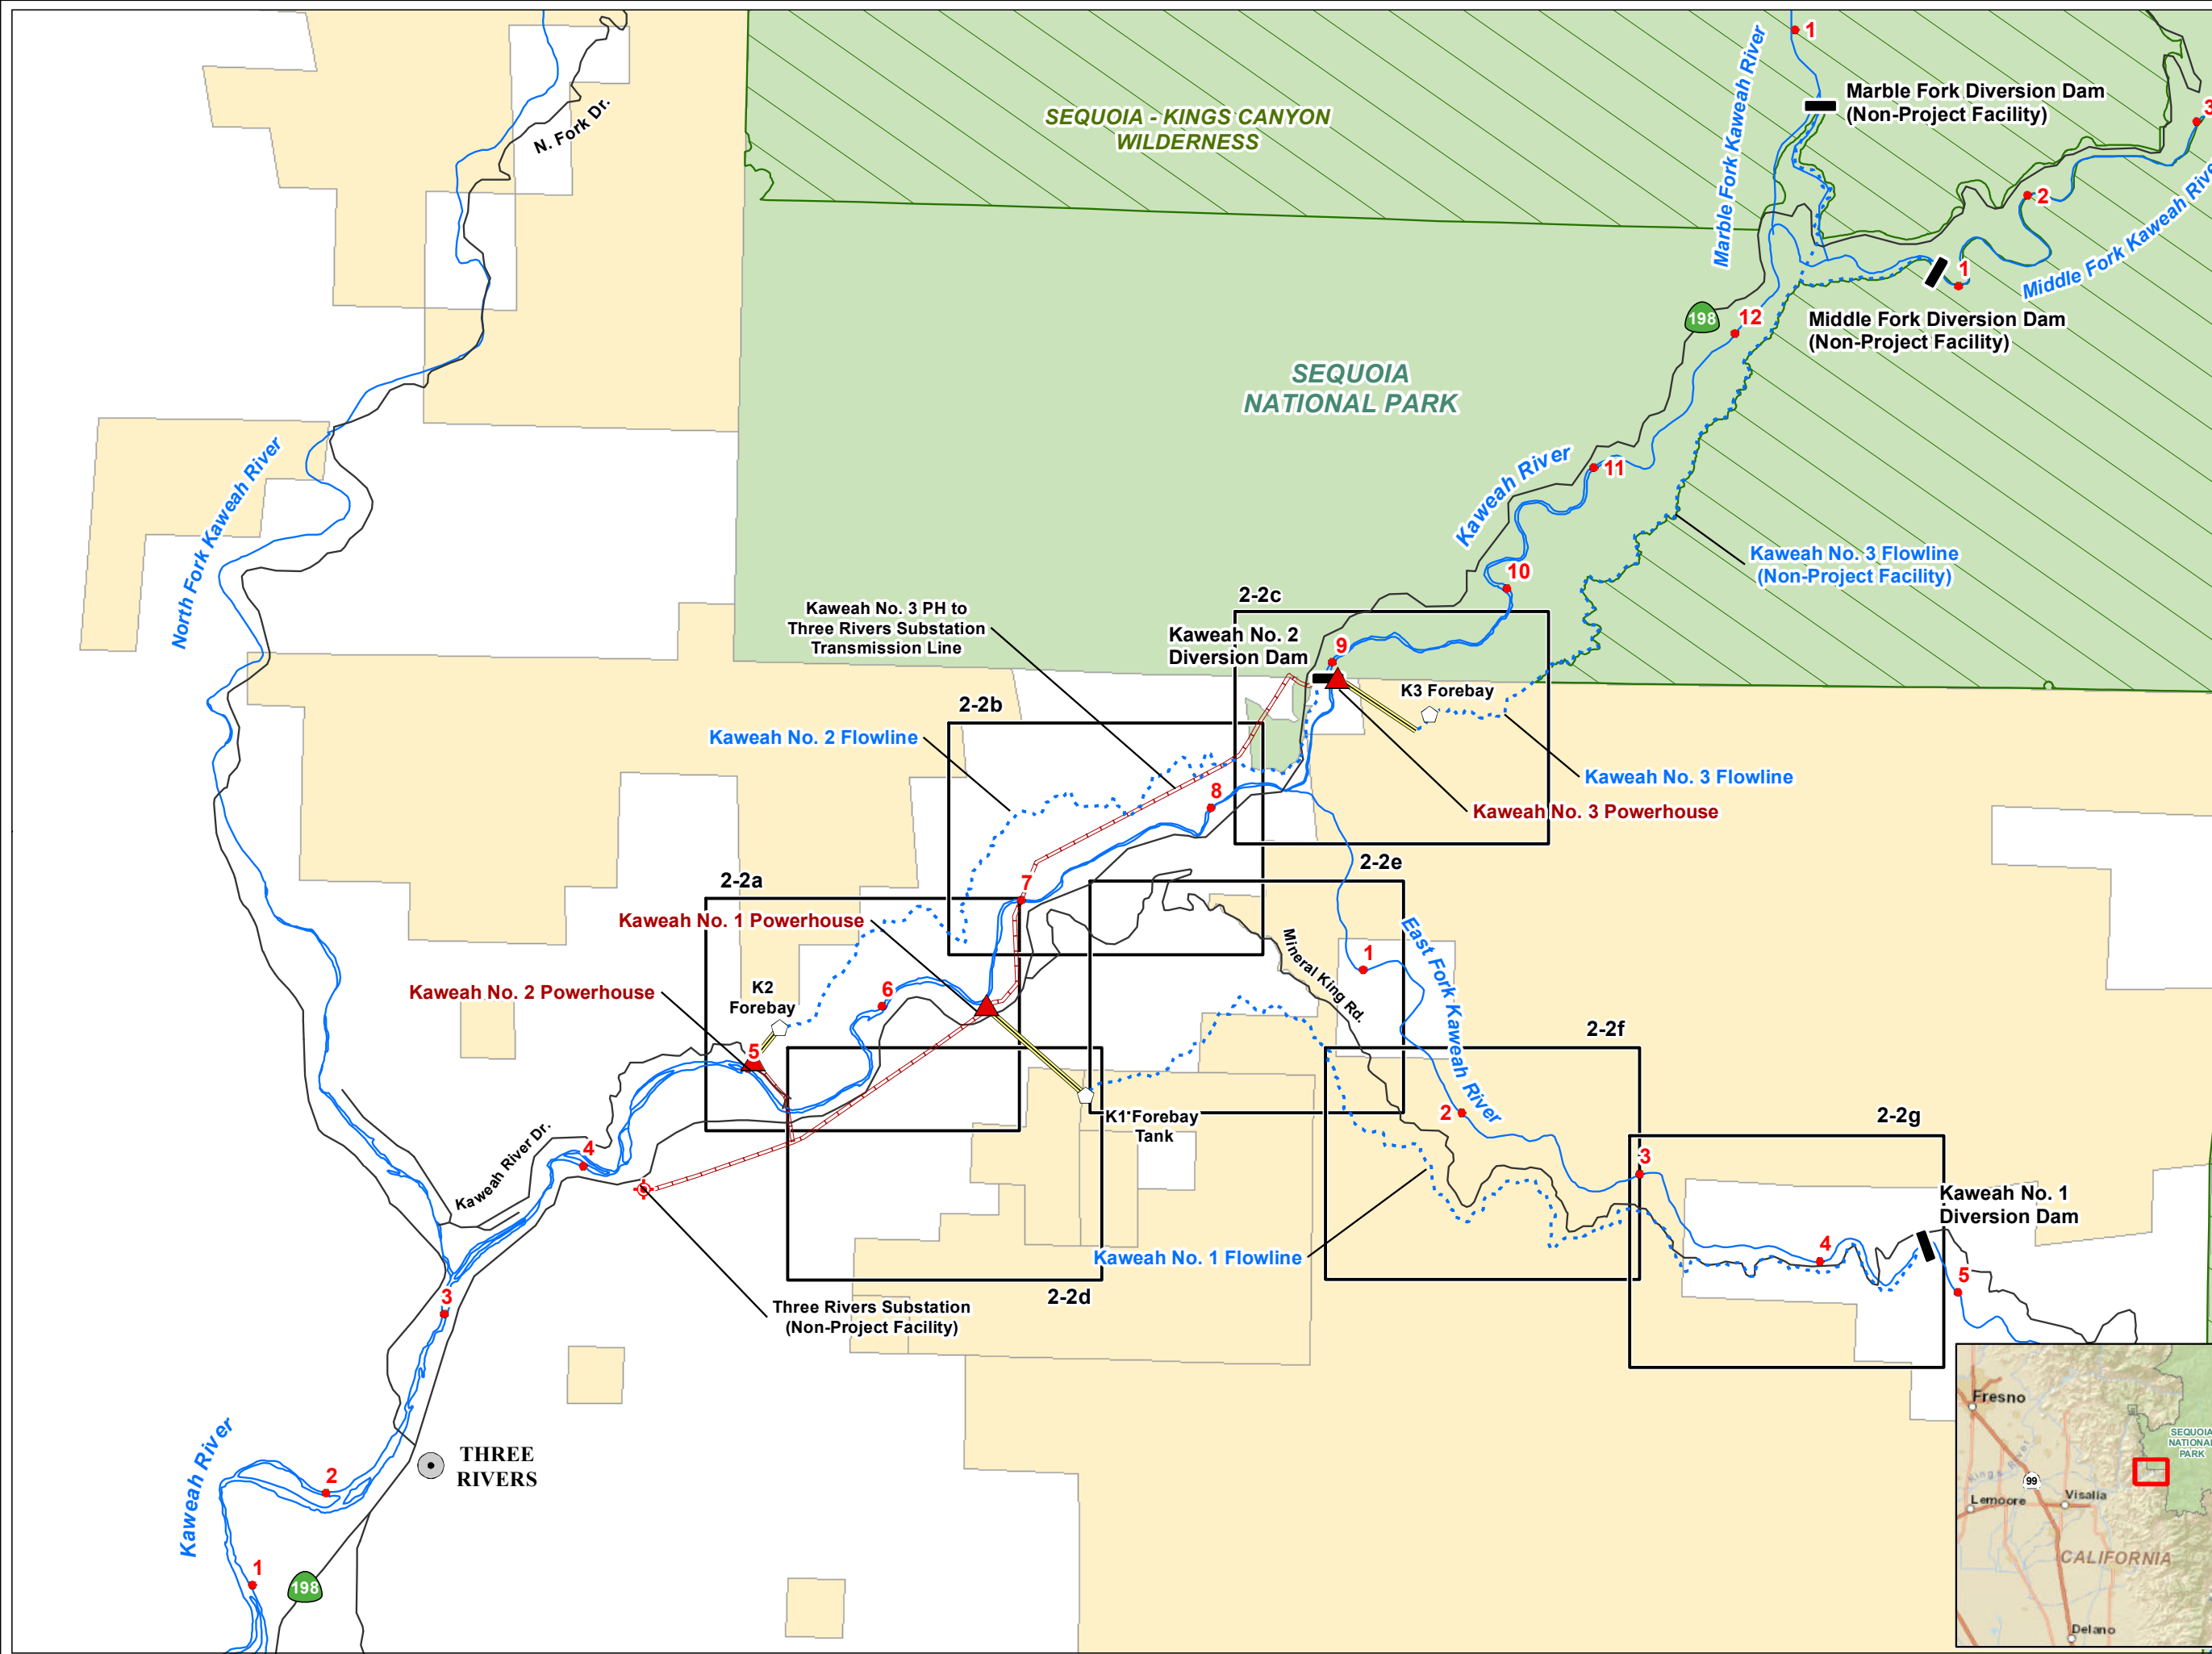 1
Marble Fork Diversion Dam
(Non-Project Facility)
Marble Fork Kaweah River
3
SEQUOIA - KINGS CANYON
WILDERNESS
N. Fork Dr.
2
Middle Fork Kaweah River
1
198
12
Middle Fork Diversion Dam
(Non-Project Facility)
SEQUOIA
NATIONAL PARK
North Fork Kaweah River
Kaweah River
11
Kaweah No. 3 Flowline
(Non-Project Facility)
10
2-2c
Kaweah No. 3 PH to
Three Rivers Substation
Transmission Line
Kaweah No. 2
Diversion Dam
9
K3 Forebay
2-2b
Kaweah No. 2 Flowline
Kaweah No. 3 Flowline
8
Kaweah No. 3 Powerhouse
2-2e
2-2a
7
Kaweah No. 1 Powerhouse
Mineral King Rd.
East Fork Kaweah River
1
Kaweah No. 2 Powerhouse
K2
Forebay
6
2-2f
5
2
K1 Forebay
Tank
2-2g
Kaweah River Dr.
4
3
Kaweah No. 1
Diversion Dam
Kaweah No. 1 Flowline
4
5
3
2-2d
Three Rivers Substation
(Non-Project Facility)
THREE
RIVERS
Kaweah River
2
1
198
Fresno
SEQUOIA
NATIONAL
PARK
Kings River
99
Lemoore
Visalia
CALIFORNIA
Delano